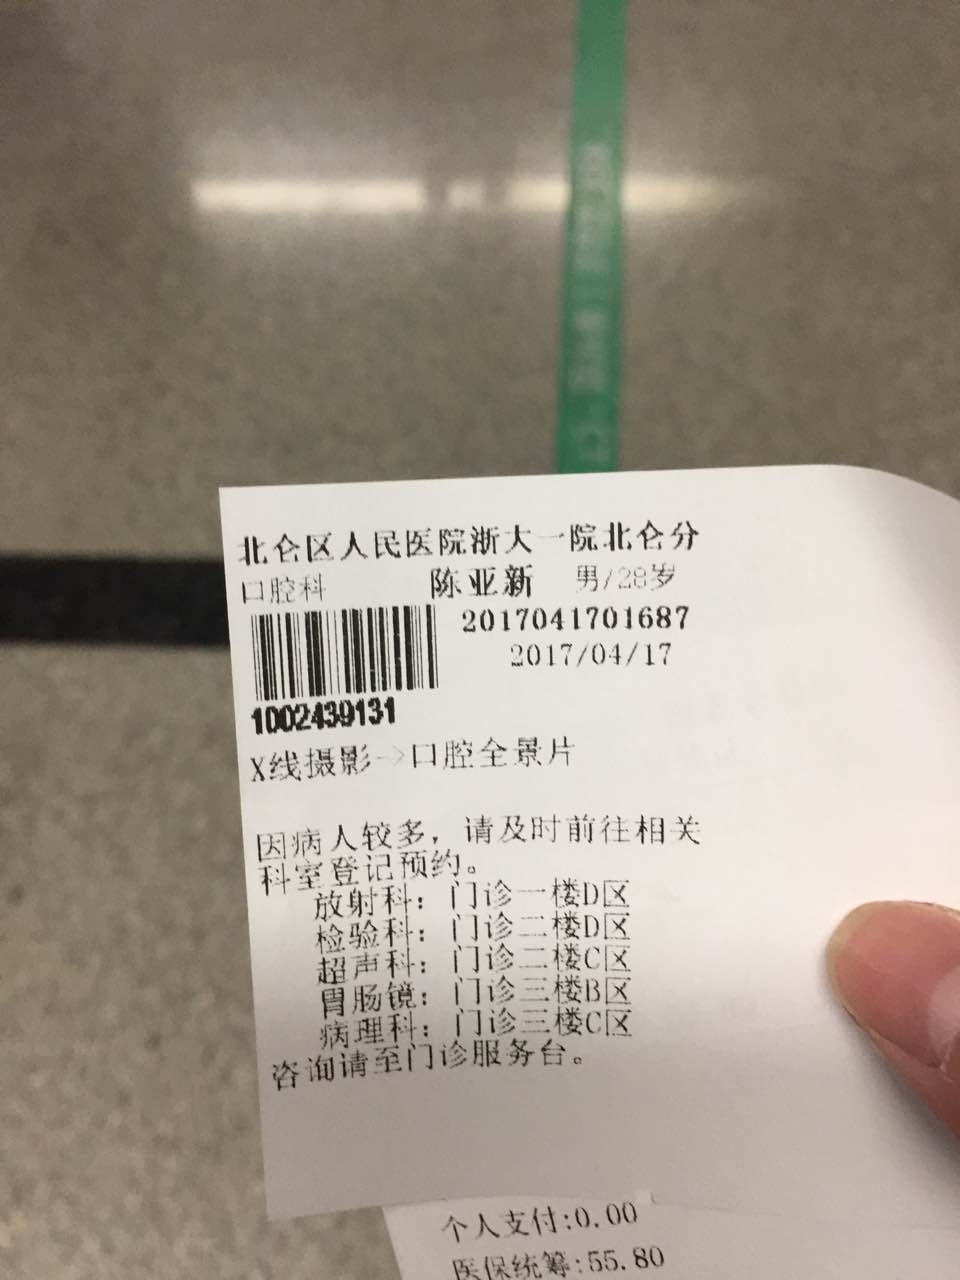 北仑区人民医院浙大一院北仑分
口腔科 陈亚新 男/28岁
2017041701687
2017/04/17
1002439131
X线摄影->口腔全景片
因病人较多，请及时前往相关
科室登记预约。
放射科：门诊一楼D区
检验科：门诊二楼D区
超声科：门诊二楼C区
胃肠镜：门诊三楼B区
病理科：门诊三楼C区
咨询请至门诊服务台。
个人支付:0.00
医保统筹:55.80